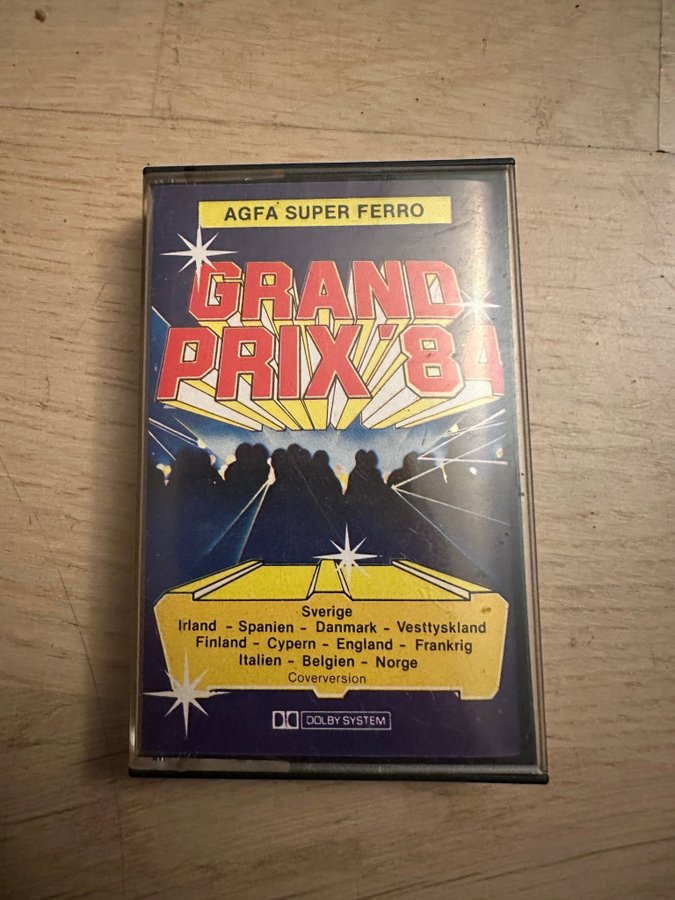 AGFA SUPER FERRO
GRAND
PRIX '84
Sverige
Irland - Spanien - Danmark - Vesttyskland
Finland - Cypern - England - Frankrig
Italien - Belgien - Norge
Coverversion
DOLBY SYSTEM